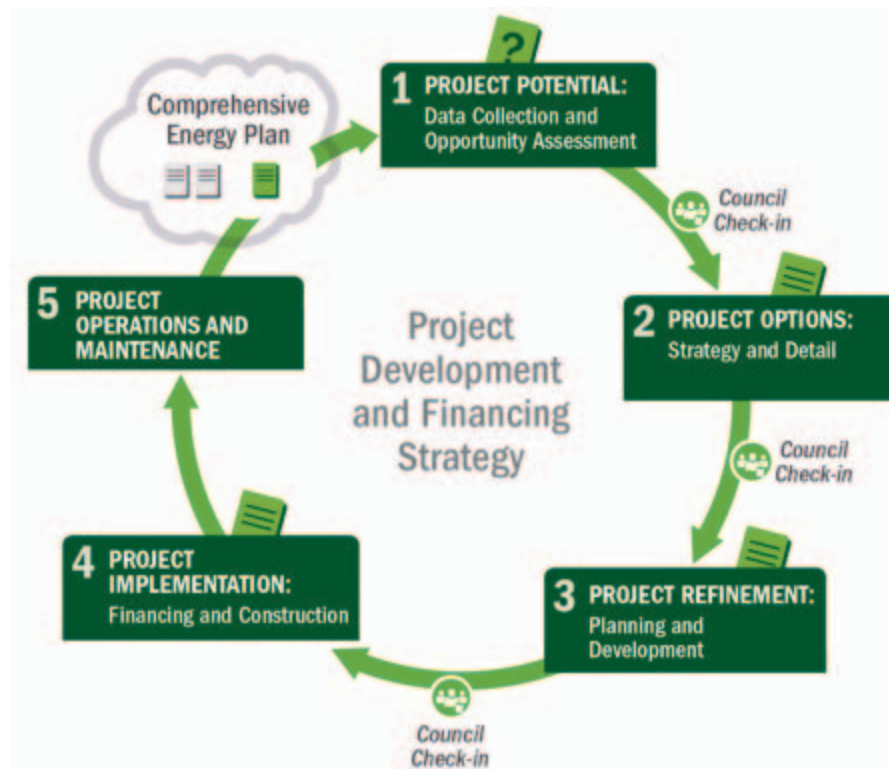 Comprehensive
Energy Plan
?
1 PROJECT POTENTIAL:
Data Collection and
Opportunity Assessment
Council
Check-in
2 PROJECT OPTIONS:
Strategy and Detail
Council
Check-in
3 PROJECT REFINEMENT:
Planning and
Development
Council
Check-in
4 PROJECT
IMPLEMENTATION:
Financing and Construction
5 PROJECT
OPERATIONS AND
MAINTENANCE
Project
Development
and Financing
Strategy